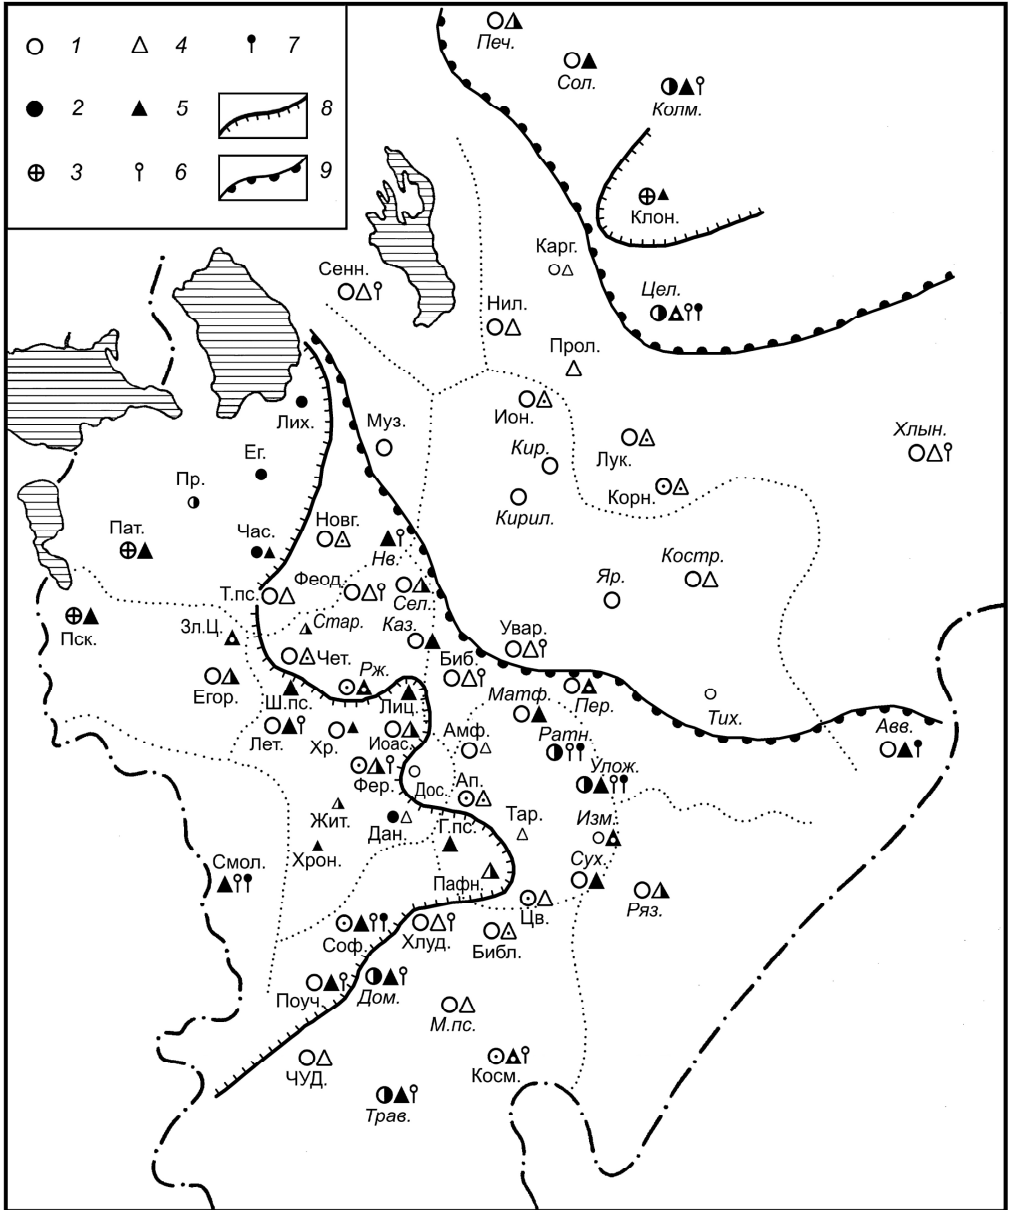 1 4 7
2 5 8
3 6 9
Печ.
Сол.
Колм.
Клон.
Карг.
Сенн.
Цел.
Нил.
Прол.
Лих.
Муз.
Ион.
Хлын.
Кир.
Лук.
Ег.
Пр.
Корн.
Кирил.
Пат.
Час.
Новг.
Нв.
Костр.
Феод.
Яр.
Т.пс.
Сел.
Пск.
Зл.Ц.
Стар.
Каз.
Увар.
Чет.
Рж.
Биб.
Егор.
Ш.пс.
Лиц.
Матф.
Пер.
Тих.
Авв.
Лет.
Хр.
Иоас.
Амф.
Ратн.
Фер.
Дос.
Ап.
Улож.
Жит.
Дан.
Г.пс.
Тар.
Изм.
Хрон.
Смол.
Сух.
Пафн.
Ряз.
Цв.
Соф.
Хлуд.
Библ.
Поуч.
Дом.
М.пс.
ЧУД.
Косм.
Трав.